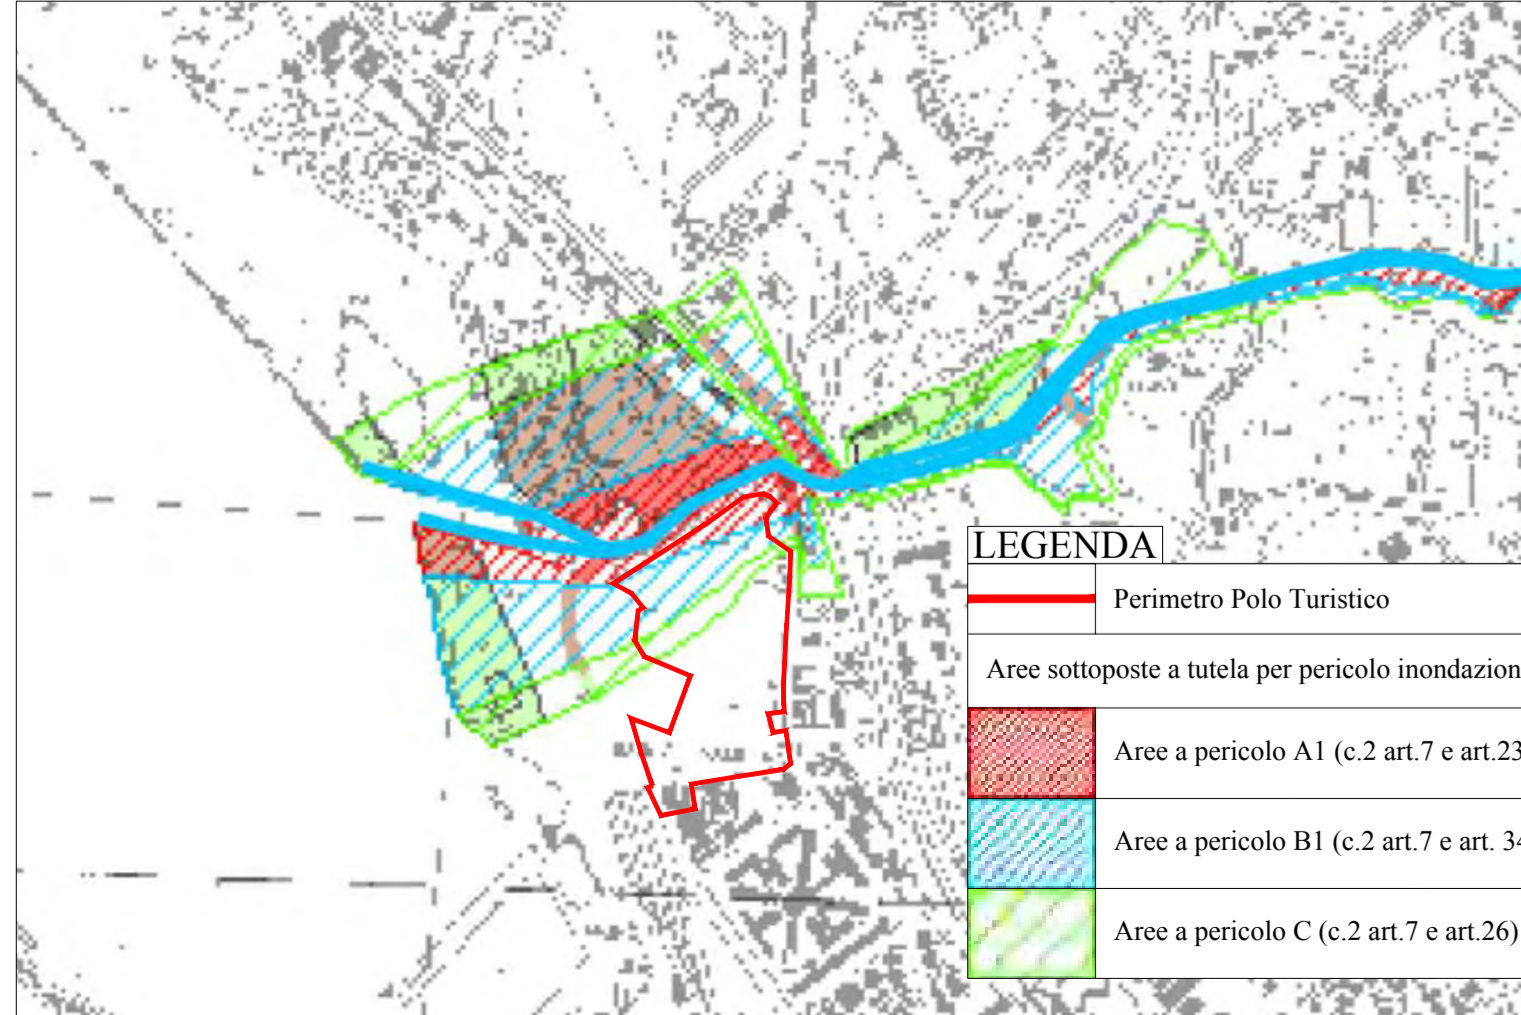 LEGENDA
Perimetro Polo Turistico
Aree sottoposte a tutela per pericolo inondazion
Aree a pericolo A1 (c.2 art.7 e art.23
Aree a pericolo B1 (c.2 art.7 e art. 34
Aree a pericolo C (c.2 art.7 e art.26)